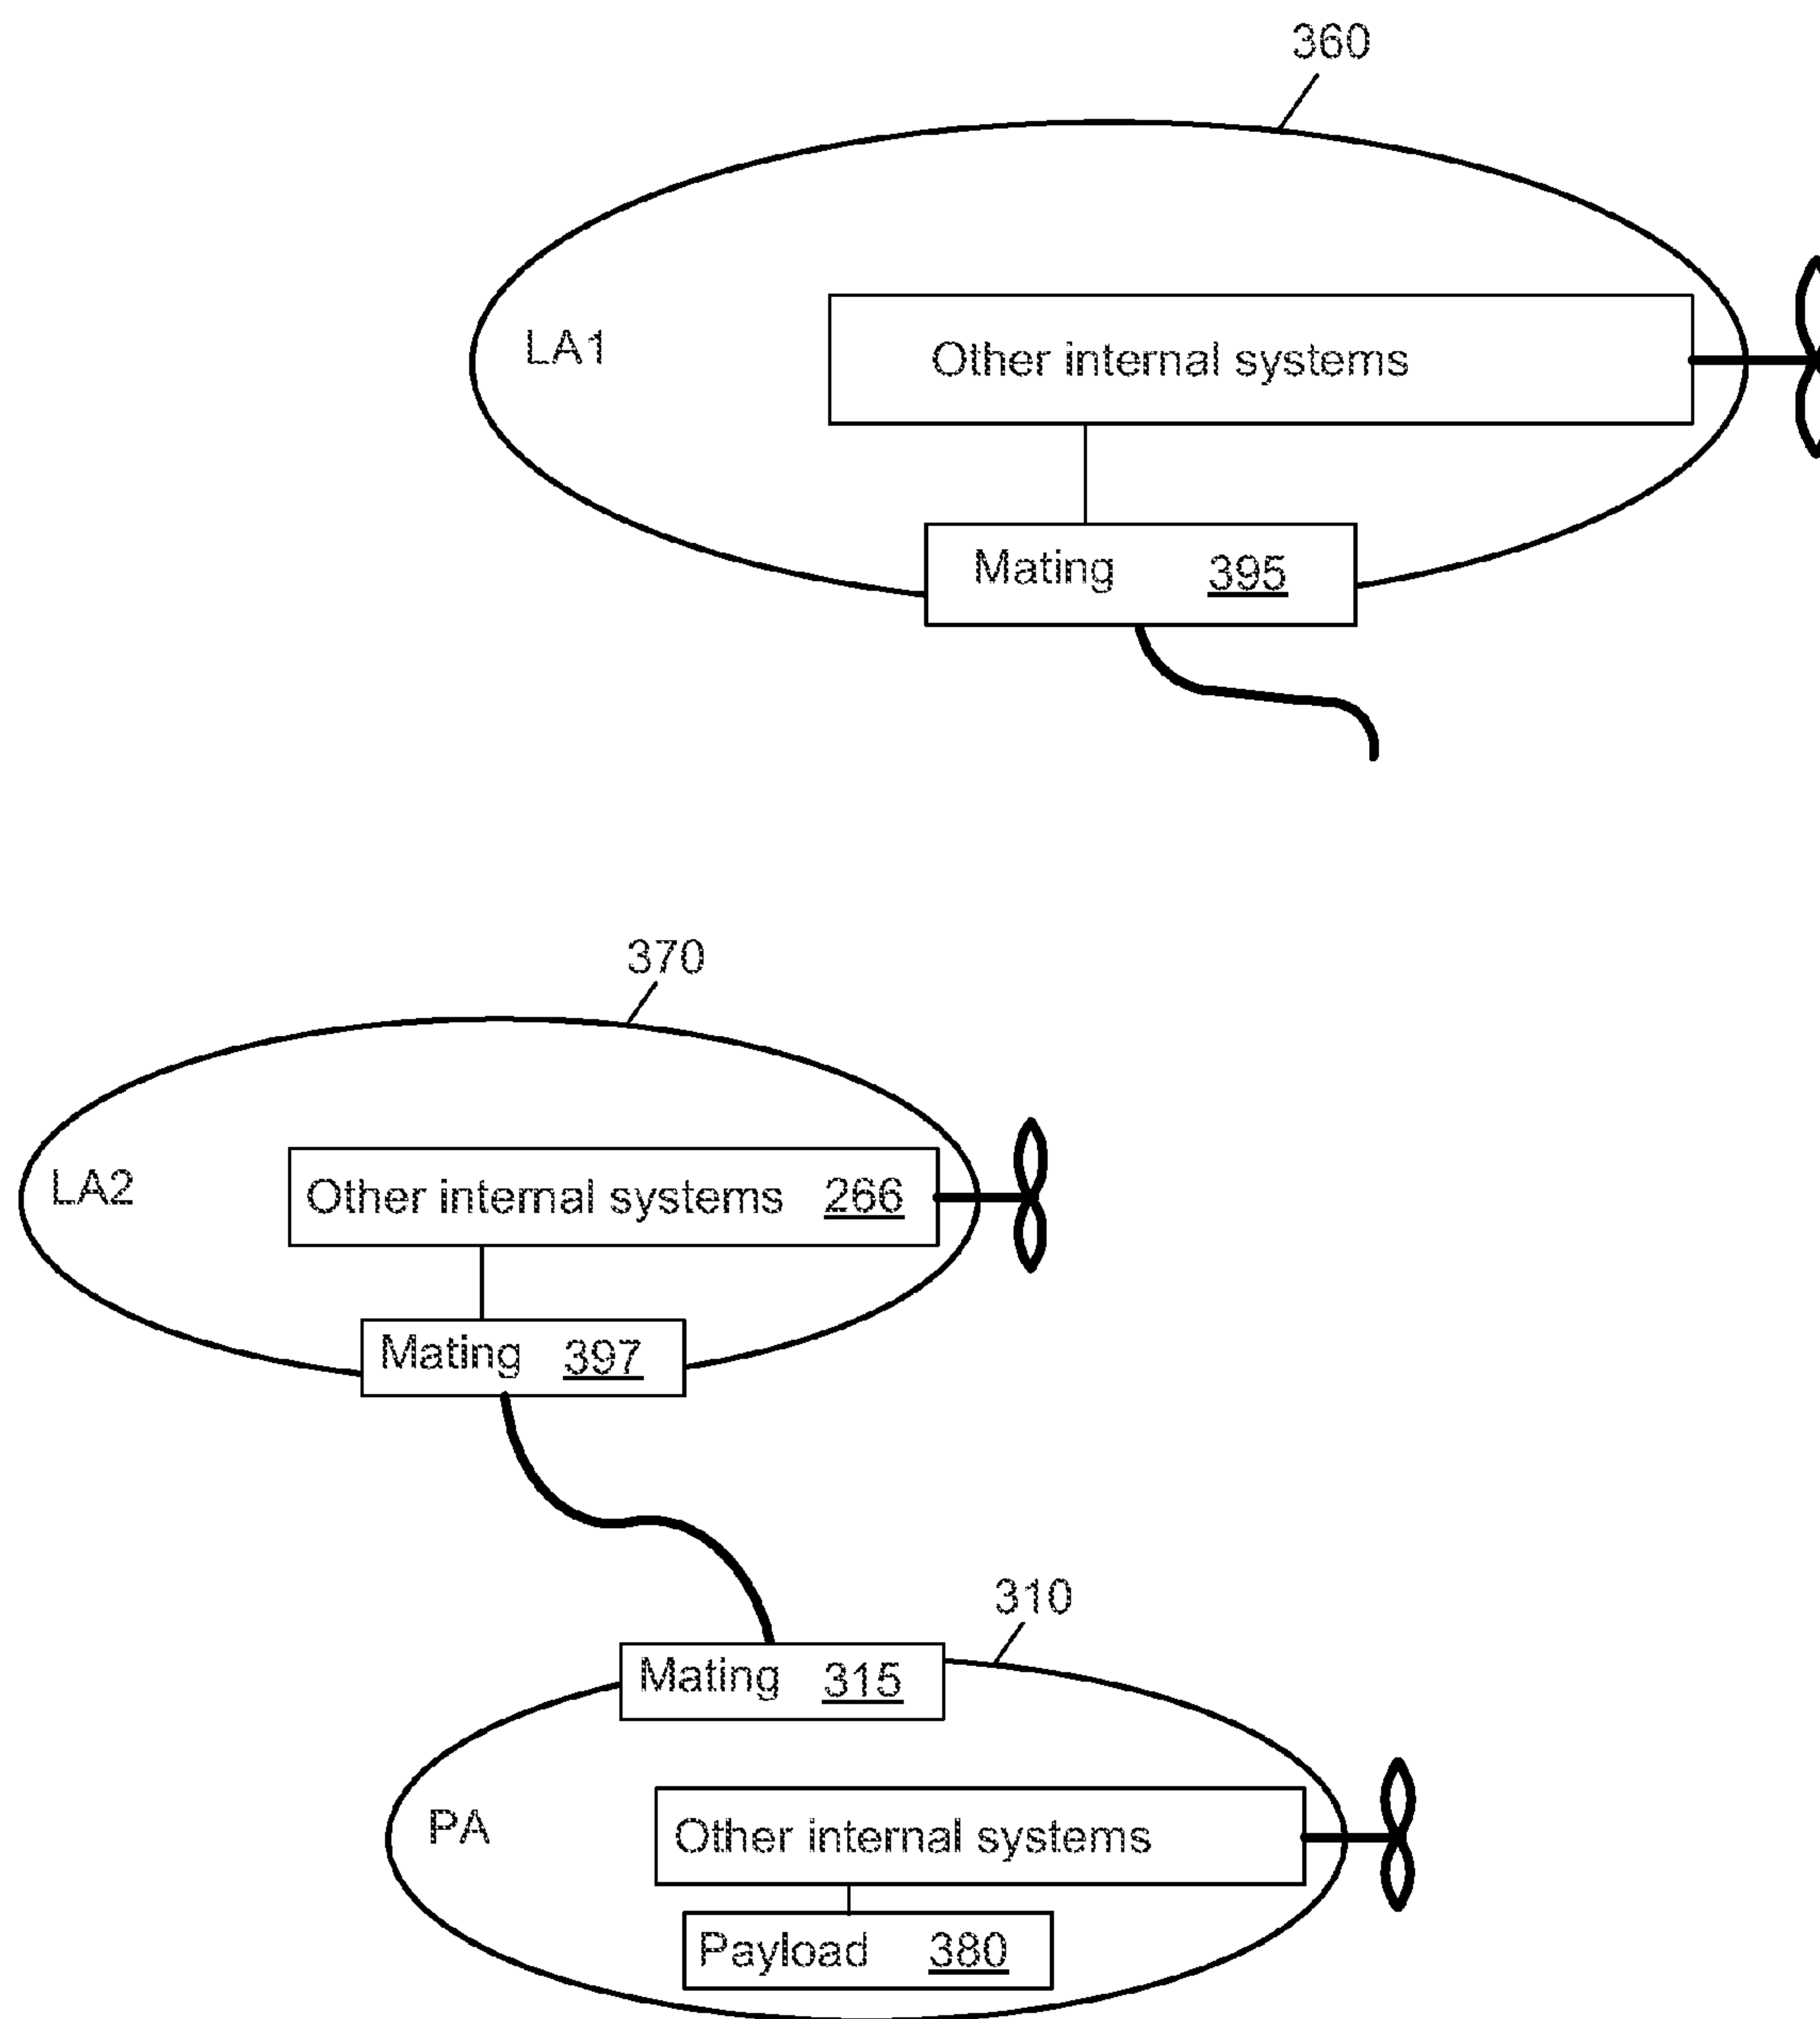 360
LA1
Other internal systems
Mating 395
370
LA2
Other internal systems 266
Mating 397
310
Mating 315
PA
Other internal systems
Payload 380